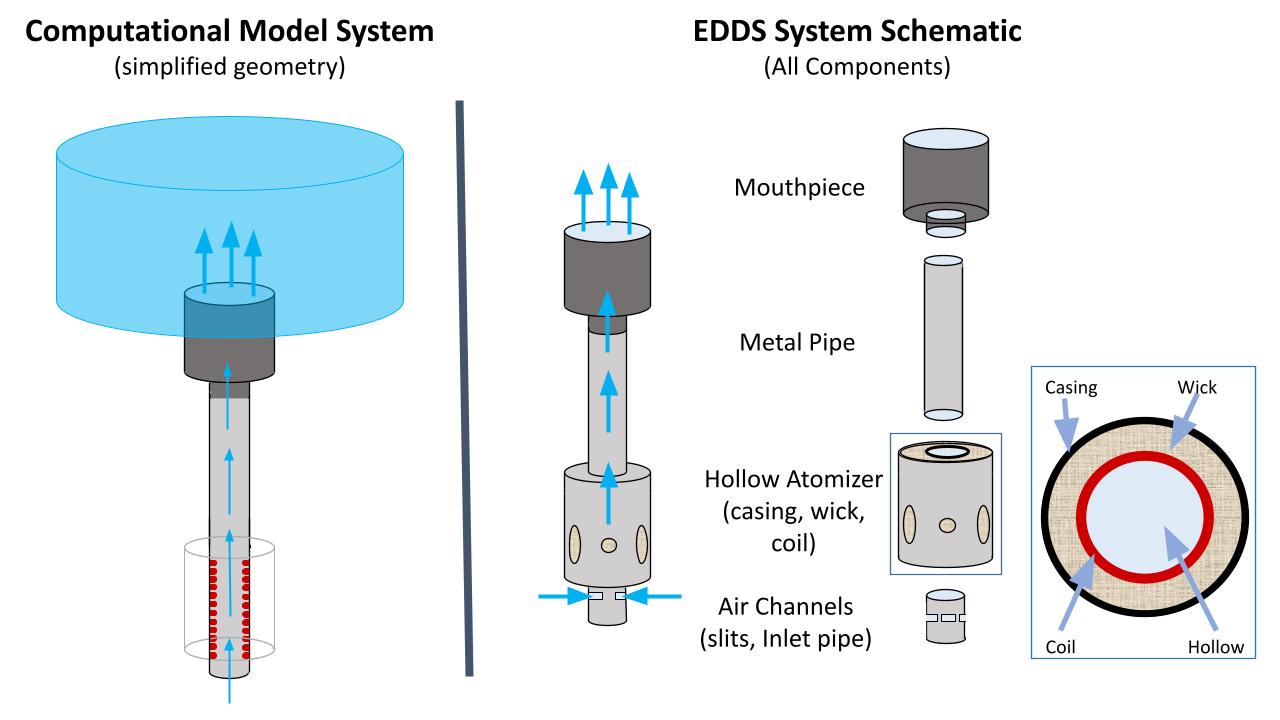 Computational Model System
(simplified geometry)
EDDS System Schematic
(All Components)
Mouthpiece
Metal Pipe
Hollow Atomizer
(casing, wick,
coil)
Air Channels
(slits, Inlet pipe)
Casing
Wick
Coil
Hollow